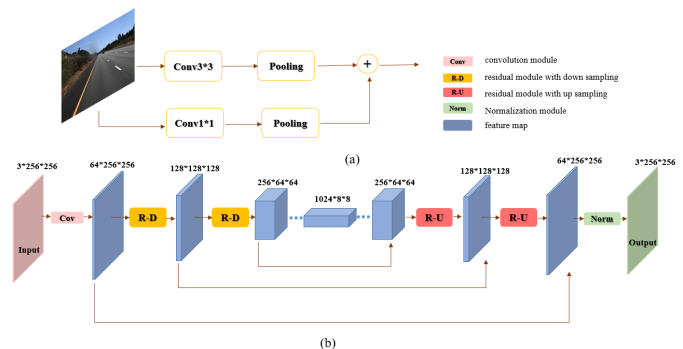 Conv3*3
Pooling
+
Conv1*1
Pooling
(a)
Conv
convolution module
R-D
residual module with down sampling
R-U
residual module with up sampling
Norm
Normalization module
feature map
3*256*256
64*256*256
128*128*128
256*64*64
1024*8*8
256*64*64
128*128*128
64*256*256
3*256*256
Input
Cov
R-D
R-D
R-U
R-U
Norm
Output
(b)